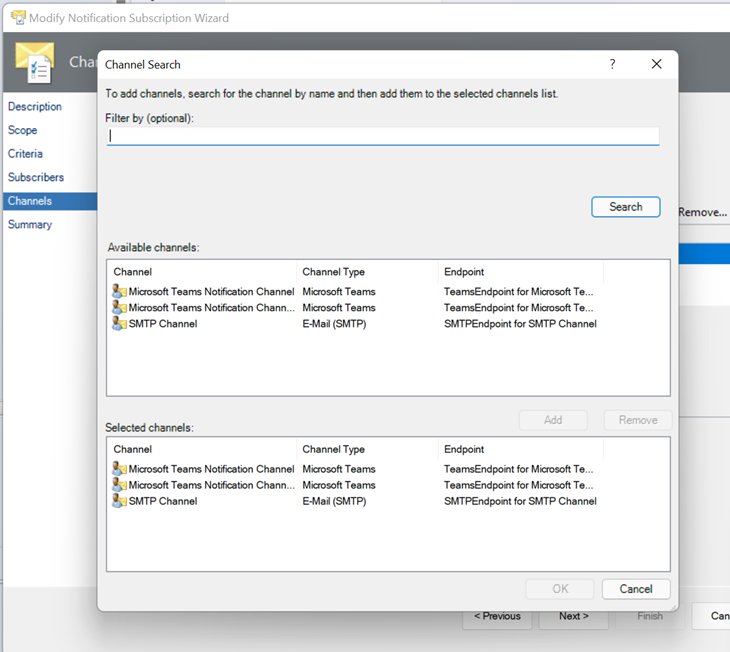 Modify Notification Subscription Wizard
Cha
Channel Search
?
To add channels, search for the channel by name and then add them to the selected channels list.
Filter by (optional):
Search
Description
Scope
Criteria
Subscribers
Channels
Summary
Remove...
Available channels:
Channel Channel Type Endpoint
Microsoft Teams Notification Channel Microsoft Teams TeamsEndpoint for Microsoft Te...
Microsoft Teams Notification Chann... Microsoft Teams TeamsEndpoint for Microsoft Te...
SMTP Channel E-Mail (SMTP) SMTPEndpoint for SMTP Channel
Add Remove
Selected channels:
Channel Channel Type Endpoint
Microsoft Teams Notification Channel Microsoft Teams TeamsEndpoint for Microsoft Te...
Microsoft Teams Notification Chann... Microsoft Teams TeamsEndpoint for Microsoft Te...
SMTP Channel E-Mail (SMTP) SMTPEndpoint for SMTP Channel
OK Cancel
< Previous Next > Finish Can